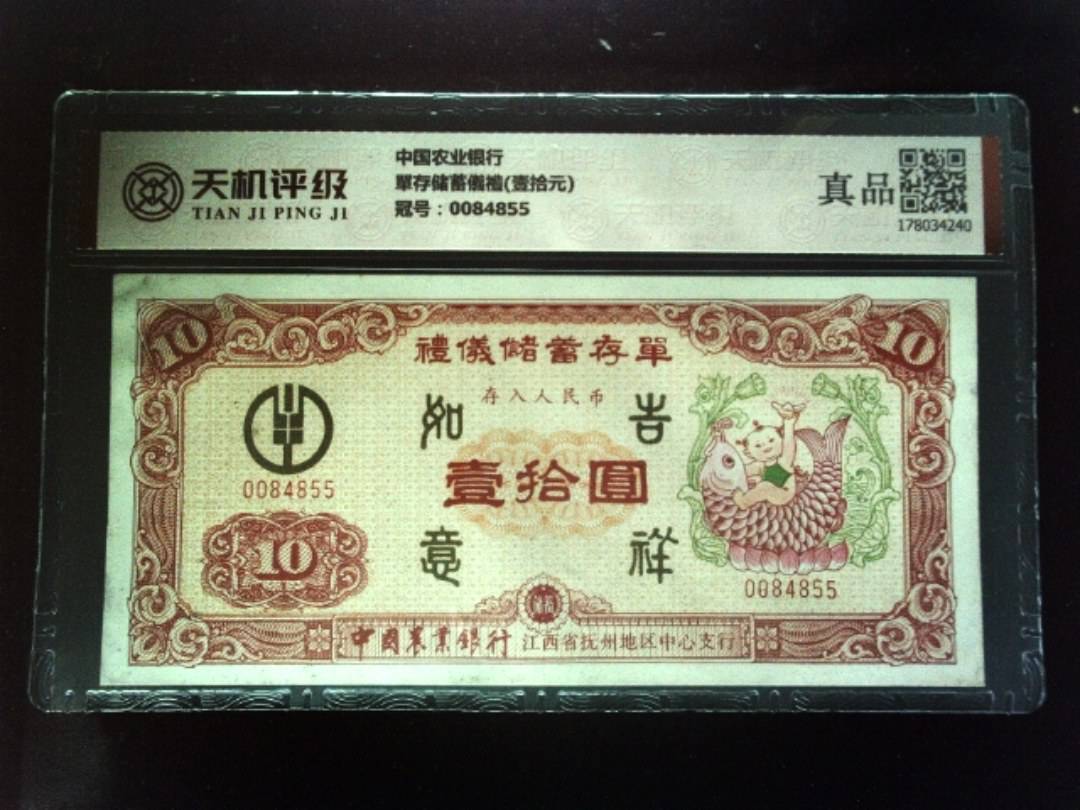 天机评级
TIAN JI PING JI
中国农业银行
單存储蓄儀禮(壹拾元)
冠号：0084855
真品
178034240
10
10
禮儀儲蓄存單
存入人民币
吉祥
如意
壹拾圓
0084855
10
0084855
中國農業銀行 江西省抚州地区中心支行